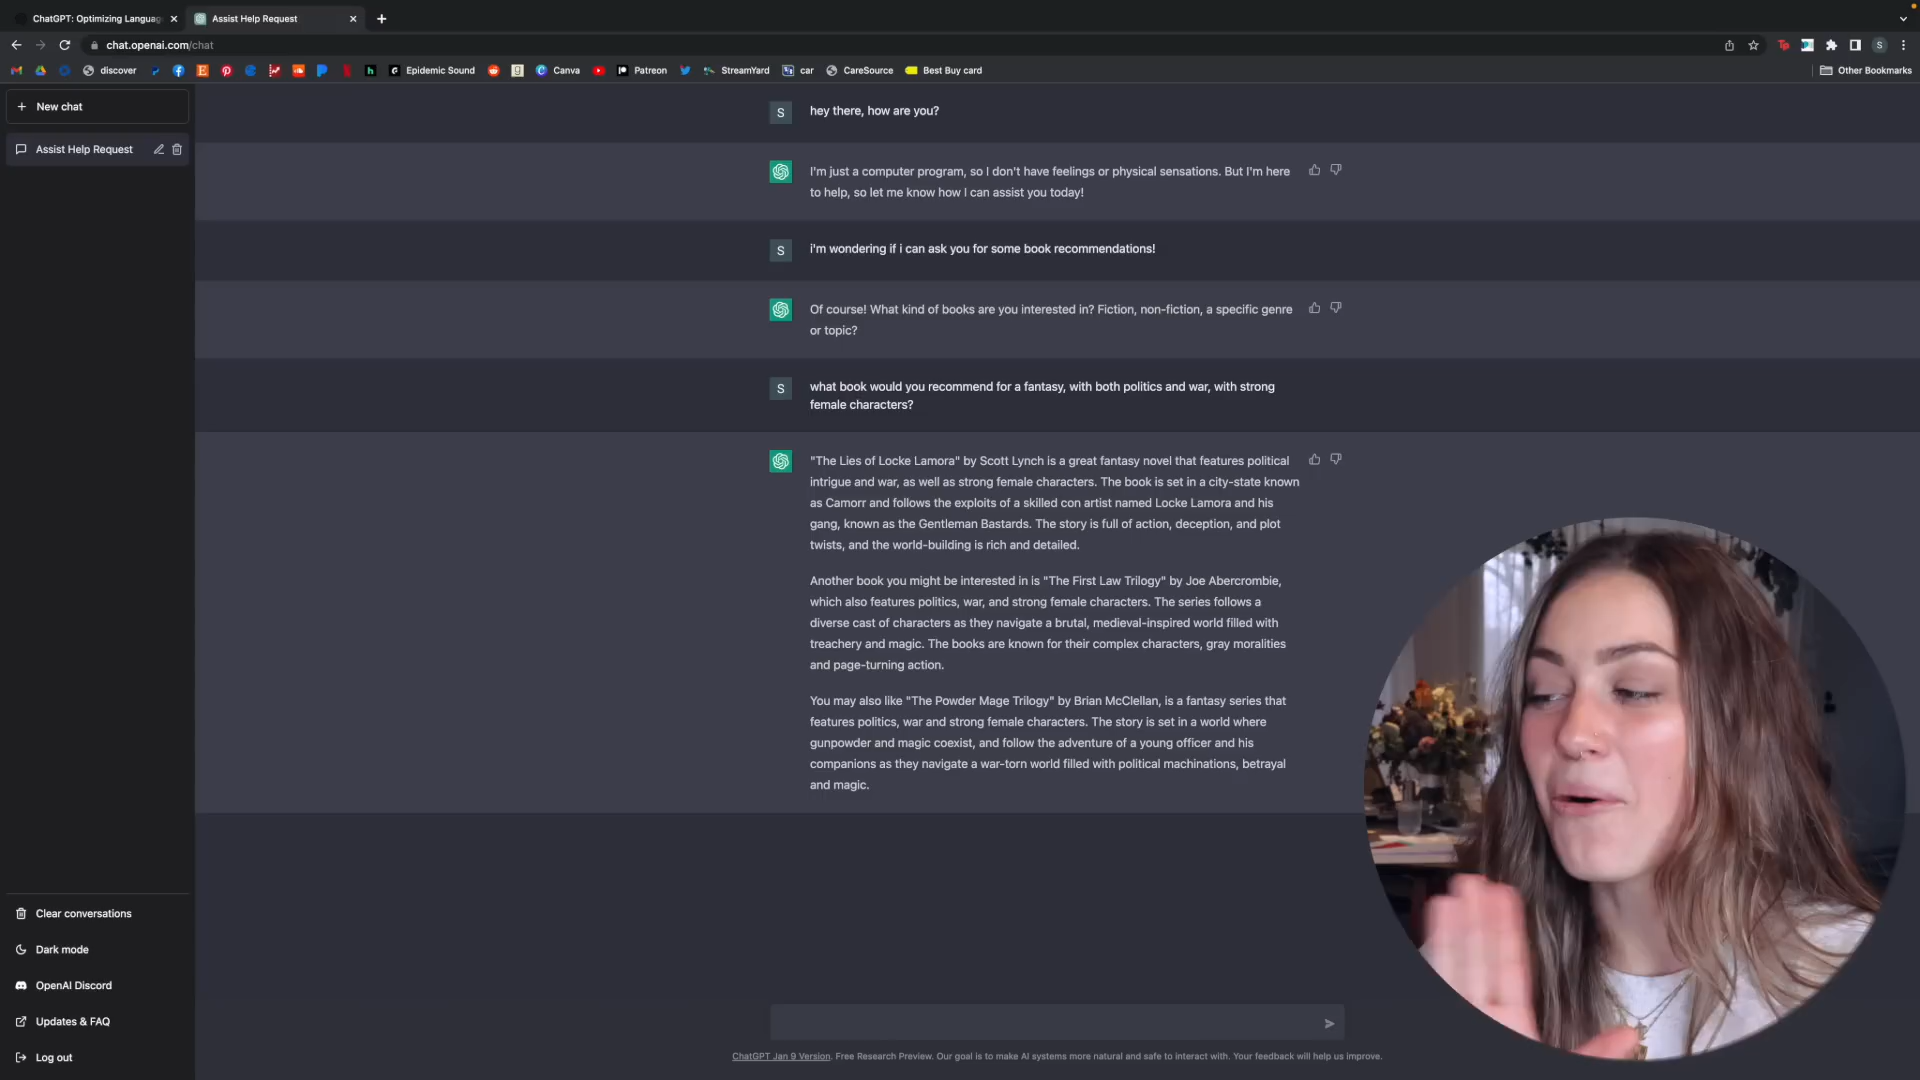 ChatGPT: Optimizing Languag
Assist Help Request
chat.openai.com/chat
S
discover
Epidemic Sound
Canva
Patreon
StreamYard
car
CareSource
Best Buy card
Other Bookmarks
New chat
Assist Help Request
S
hey there, how are you?
I'm just a computer program, so I don't have feelings or physical sensations. But I'm here
to help, so let me know how I can assist you today!
S
i'm wondering if i can ask you for some book recommendations!
Of course! What kind of books are you interested in? Fiction, non-fiction, a specific genre
or topic?
S
what book would you recommend for a fantasy, with both politics and war, with strong
female characters?
"The Lies of Locke Lamora" by Scott Lynch is a great fantasy novel that features political
intrigue and war, as well as strong female characters. The book is set in a city-state known
as Camorr and follows the exploits of a skilled con artist named Locke Lamora and his
gang, known as the Gentleman Bastards. The story is full of action, deception, and plot
twists, and the world-building is rich and detailed.
Another book you might be interested in is "The First Law Trilogy" by Joe Abercrombie,
which also features politics, war, and strong female characters. The series follows a
diverse cast of characters as they navigate a brutal, medieval-inspired world filled with
treachery and magic. The books are known for their complex characters, gray moralities
and page-turning action.
You may also like "The Powder Mage Trilogy" by Brian McClellan, is a fantasy series that
features politics, war and strong female characters. The story is set in a world where
gunpowder and magic coexist, and follow the adventure of a young officer and his
companions as they navigate a war-torn world filled with political machinations, betrayal
and magic.
Clear conversations
Dark mode
OpenAI Discord
Updates & FAQ
Log out
ChatGPT Jan 9 Version. Free Research Preview. Our goal is to make AI systems more natural and safe to interact with. Your feedback will help us improve.